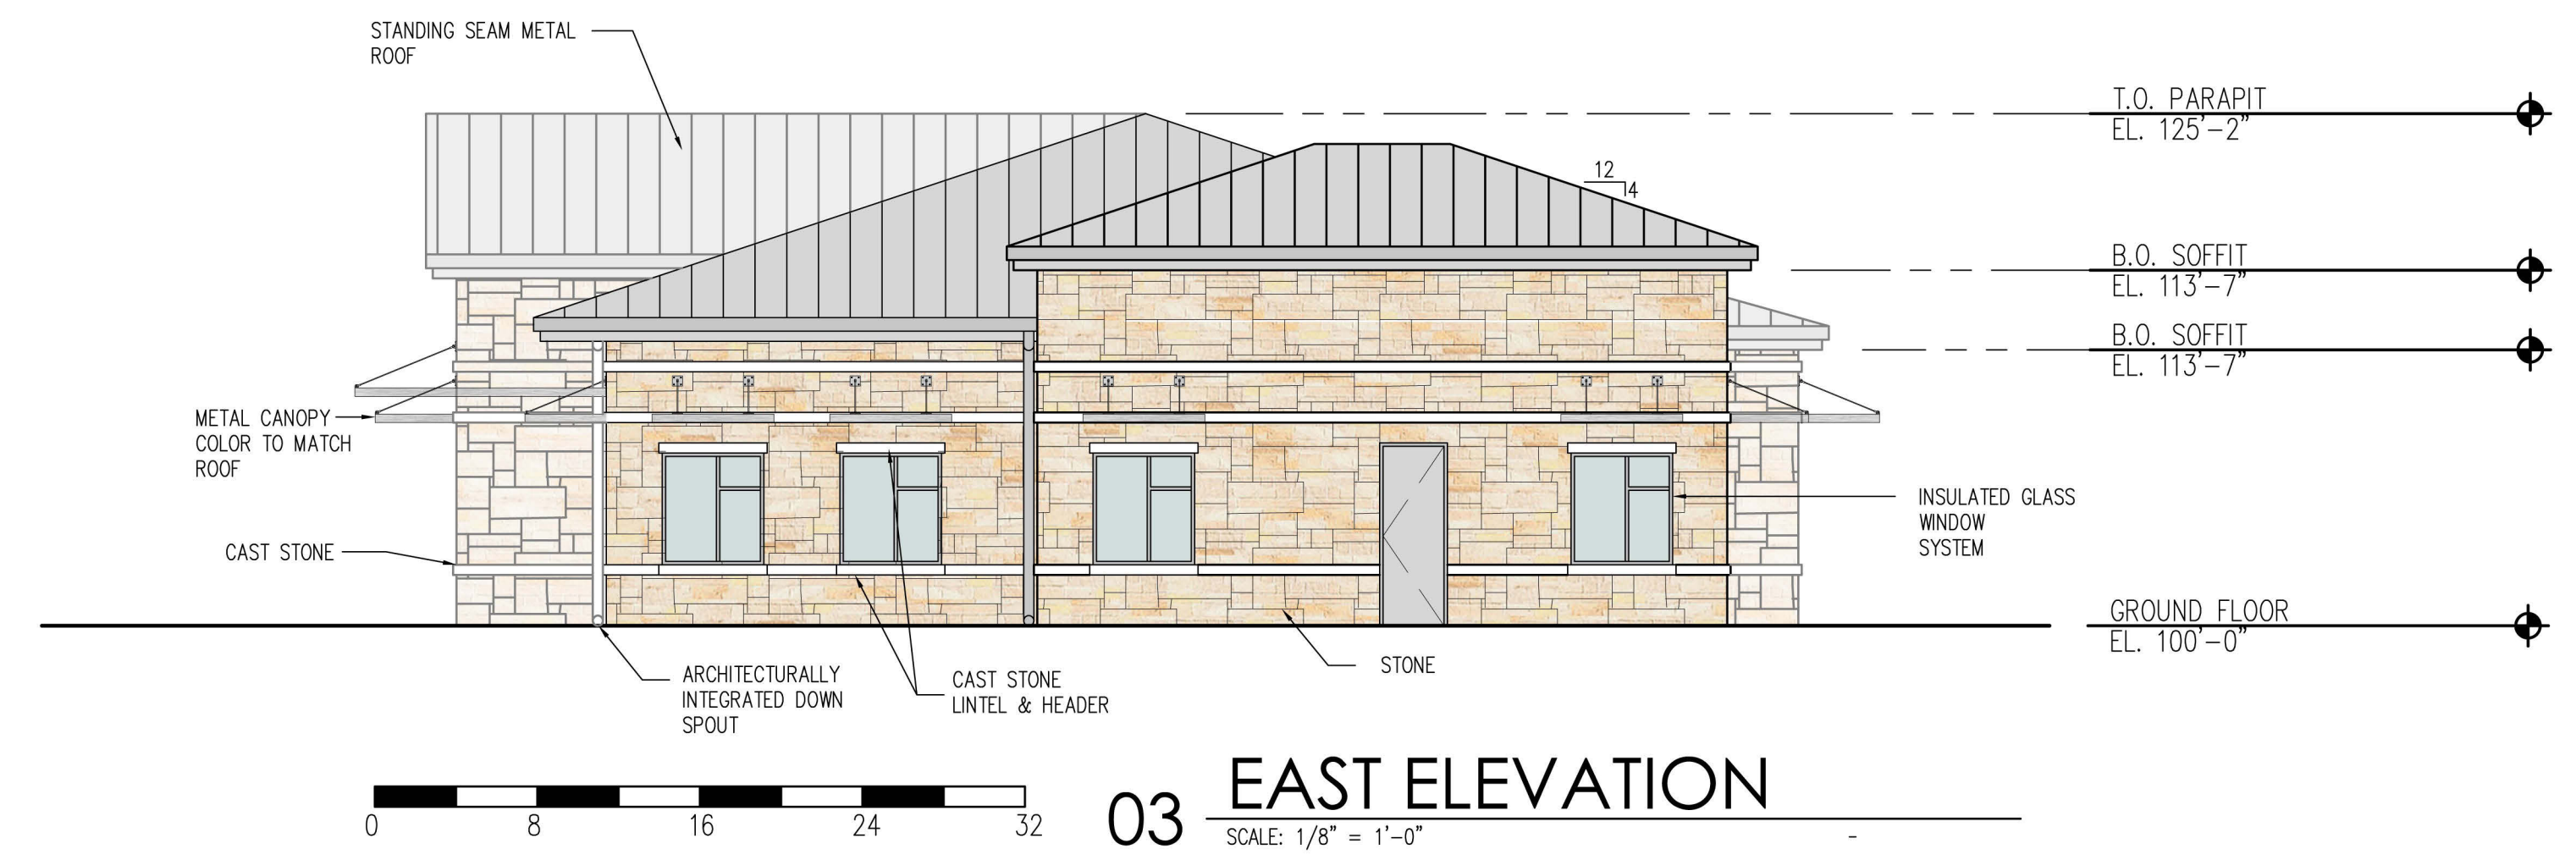 STANDING SEAM METAL
ROOF
T.O. PARAPIT
EL. 125'-2"
12
4
B.O. SOFFIT
EL. 113'-7"
B.O. SOFFIT
EL. 113'-7"
METAL CANOPY
COLOR TO MATCH
ROOF
INSULATED GLASS
WINDOW
SYSTEM
CAST STONE
GROUND FLOOR
EL. 100'-0"
ARCHITECTURALLY
INTEGRATED DOWN
SPOUT
CAST STONE
LINTEL & HEADER
STONE
0 8 16 24 32
03 EAST ELEVATION
SCALE: 1/8" = 1'-0" -